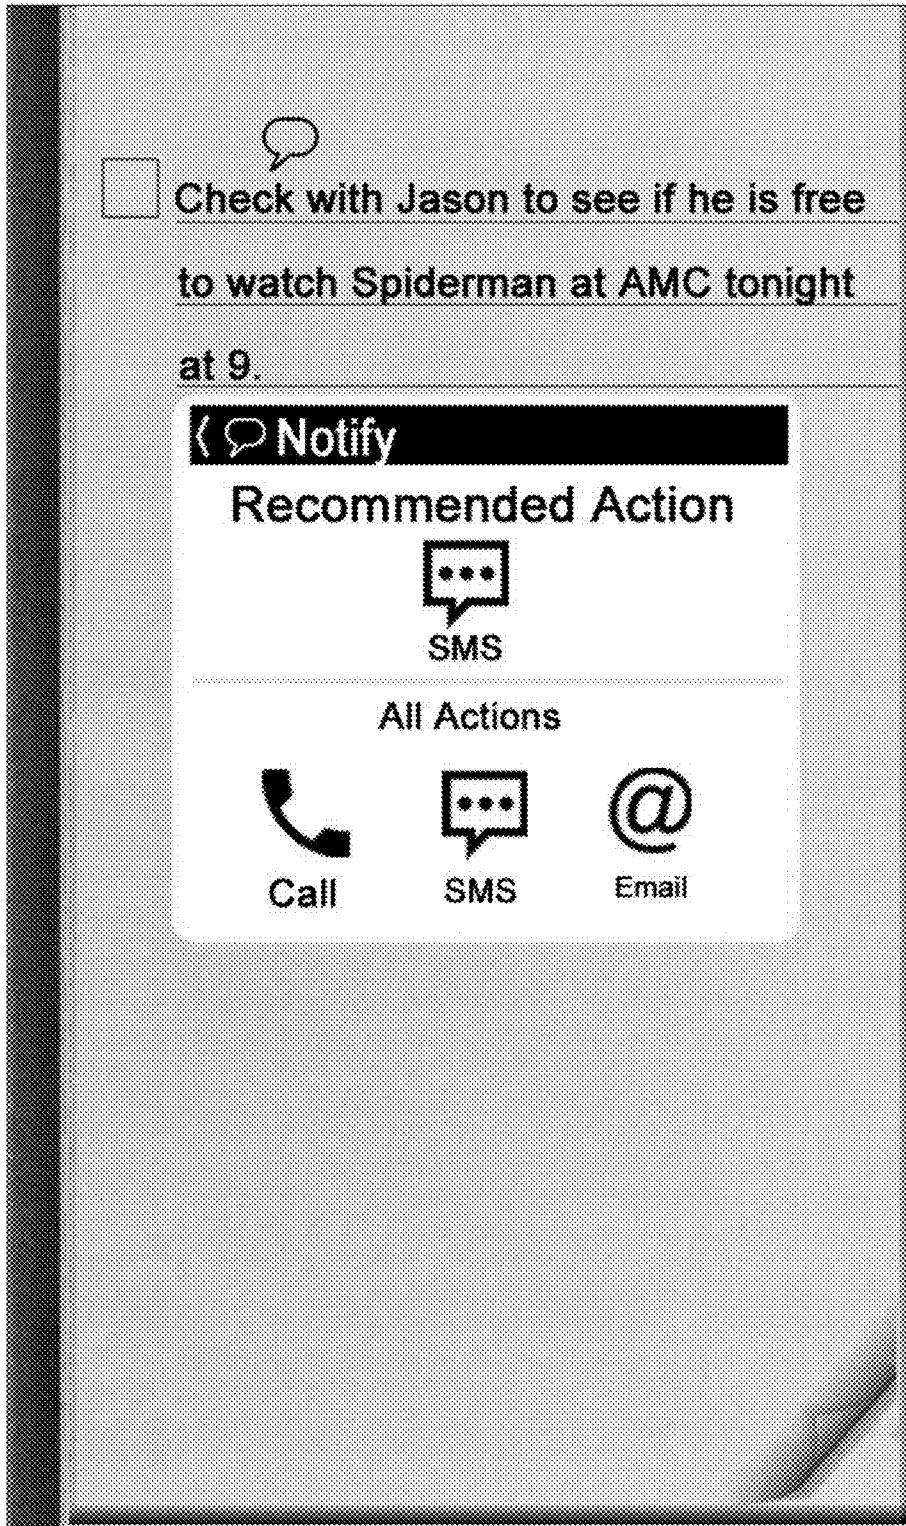 Check with Jason to see if he is free
to watch Spiderman at AMC tonight
at 9.
Notify
Recommended Action
SMS
All Actions
Call SMS Email